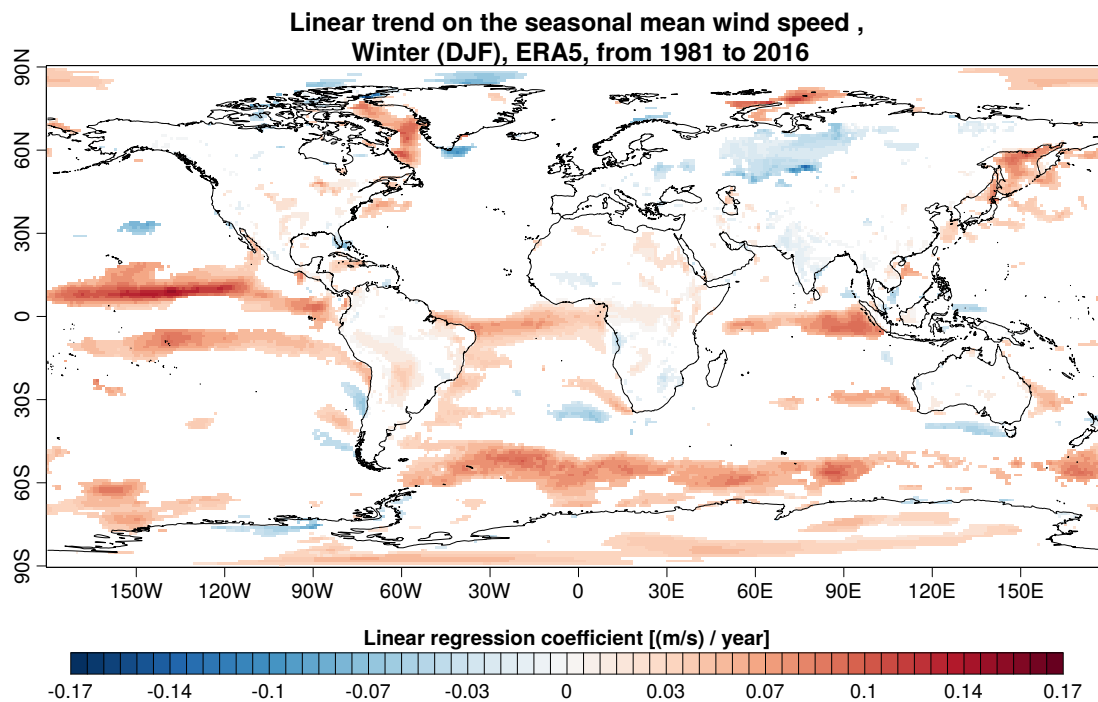 Linear trend on the seasonal mean wind speed ,
Winter (DJF), ERA5, from 1981 to 2016
90N
60N
30N
0
30S
60S
90S
150W 120W 90W 60W 30W 0 30E 60E 90E 120E 150E
Linear regression coefficient [(m/s) / year]
-0.17 -0.14 -0.1 -0.07 -0.03 0 0.03 0.07 0.1 0.14 0.17